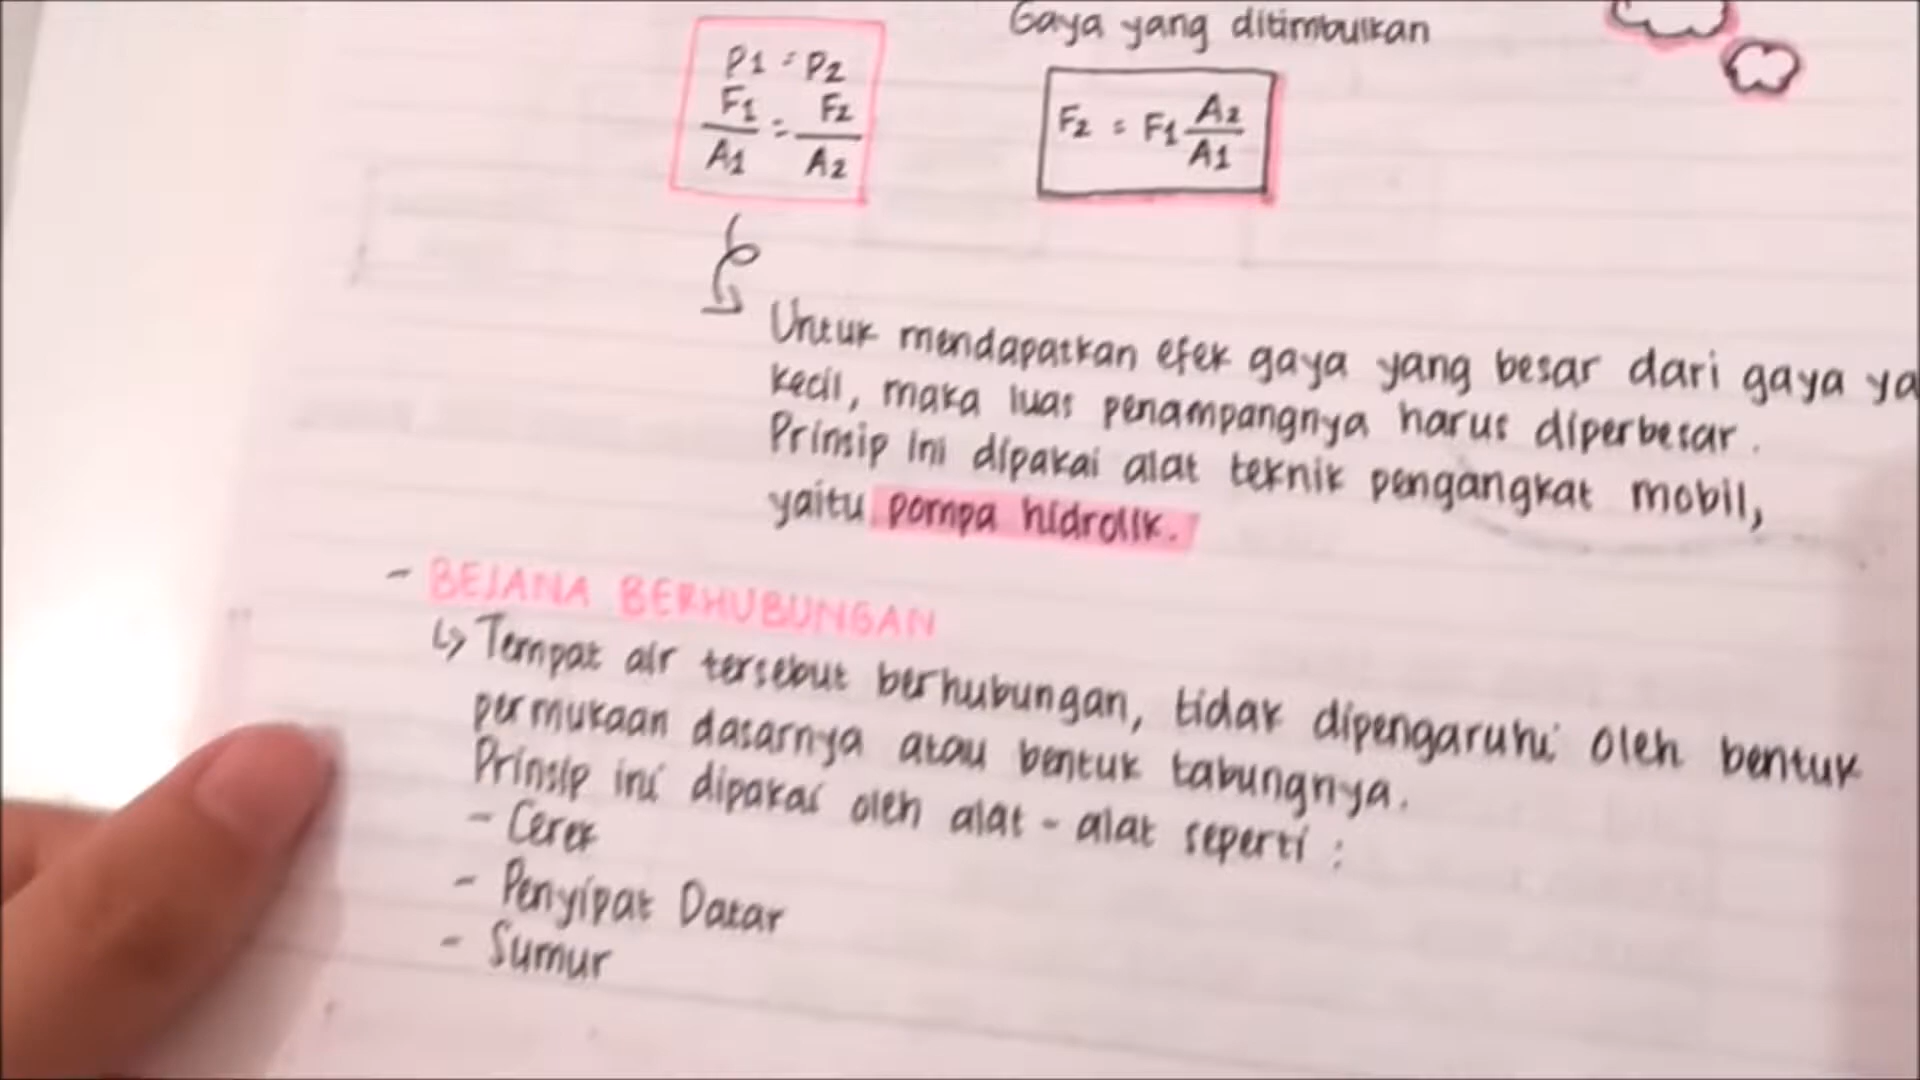 Gaya yang ditimbulkan
P1 = P2
F1/A1 = F2/A2
F2 = F1 A2/A1
Untuk mendapatkan efek gaya yang besar dari gaya ya
kecil, maka luas penampangnya harus diperbesar.
Prinsip ini dipakai alat teknik pengangkat mobil,
yaitu pompa hidrolik.
- BEJANA BERHUBUNGAN
↳ Tempat air tersebut berhubungan, tidak dipengaruhi oleh bentuk
permukaan dasarnya atau bentuk tabungnya.
Prinsip ini dipakai oleh alat - alat seperti :
- Cerek
- Penyipat Datar
- Sumur